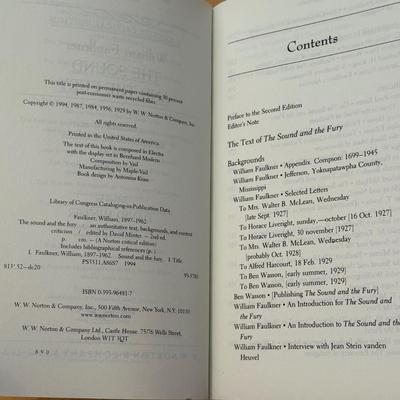 This title is printed on permanent paper containing 30 percent
post-consumer waste recycled fiber.
Copyright © 1994, 1987, 1984, 1956, 1929 by W. W. Norton & Company, Inc.
All rights reserved.
Printed in the United States of America.
The text of this book is composed in Electra
with the display set in Bernhard Modern.
Composition by Vail
Manufacturing by Maple-Vail
Book design by Antonina Krass
Library of Congress Cataloging-in-Publication Data
Faulkner, William, 1897–1962.
The sound and the fury : an authoritative text, backgrounds, and contexts,
criticism / edited by David Minter. — 2nd ed.
p. cm. — (A Norton critical edition)
Includes bibliographical references (p. ).
I. Faulkner, William, 1897–1962. Sound and the fury. I. Title.
PS3511.A86S7 1994
813'.52—dc20
ISBN 0-393-96481-7
W. W. Norton & Company, Inc., 500 Fifth Avenue, New York, N.Y. 10110
www.wwnorton.com
W. W. Norton & Company Ltd., Castle House, 75/76 Wells Street,
London W1T 3QT
8 9 0
Contents
Preface to the Second Edition
Editor's Note
The Text of The Sound and the Fury
Backgrounds
William Faulkner • Appendix. Compson: 1699–1945
William Faulkner • Jefferson, Yoknapatawpha County,
Mississippi
William Faulkner • Selected Letters
To Mrs. Walter B. McLean, Wednesday
[late Sept. 1927]
To Horace Liveright, sunday, —october [16 Oct. 1927]
To Horace Liveright, 30 november [1927]
To Mrs. Walter B. McLean, Wednesday
[probably Oct. 1928]
To Alfred Harcourt, 18 Feb. 1929
To Ben Wasson, [early summer, 1929]
To Ben Wasson, [early summer, 1929]
Ben Wasson • [Publishing The Sound and the Fury]
William Faulkner • An Introduction for The Sound and
the Fury
William Faulkner • An Introduction to The Sound and the
Fury
William Faulkner • Interview with Jean Stein vanden
Heuvel